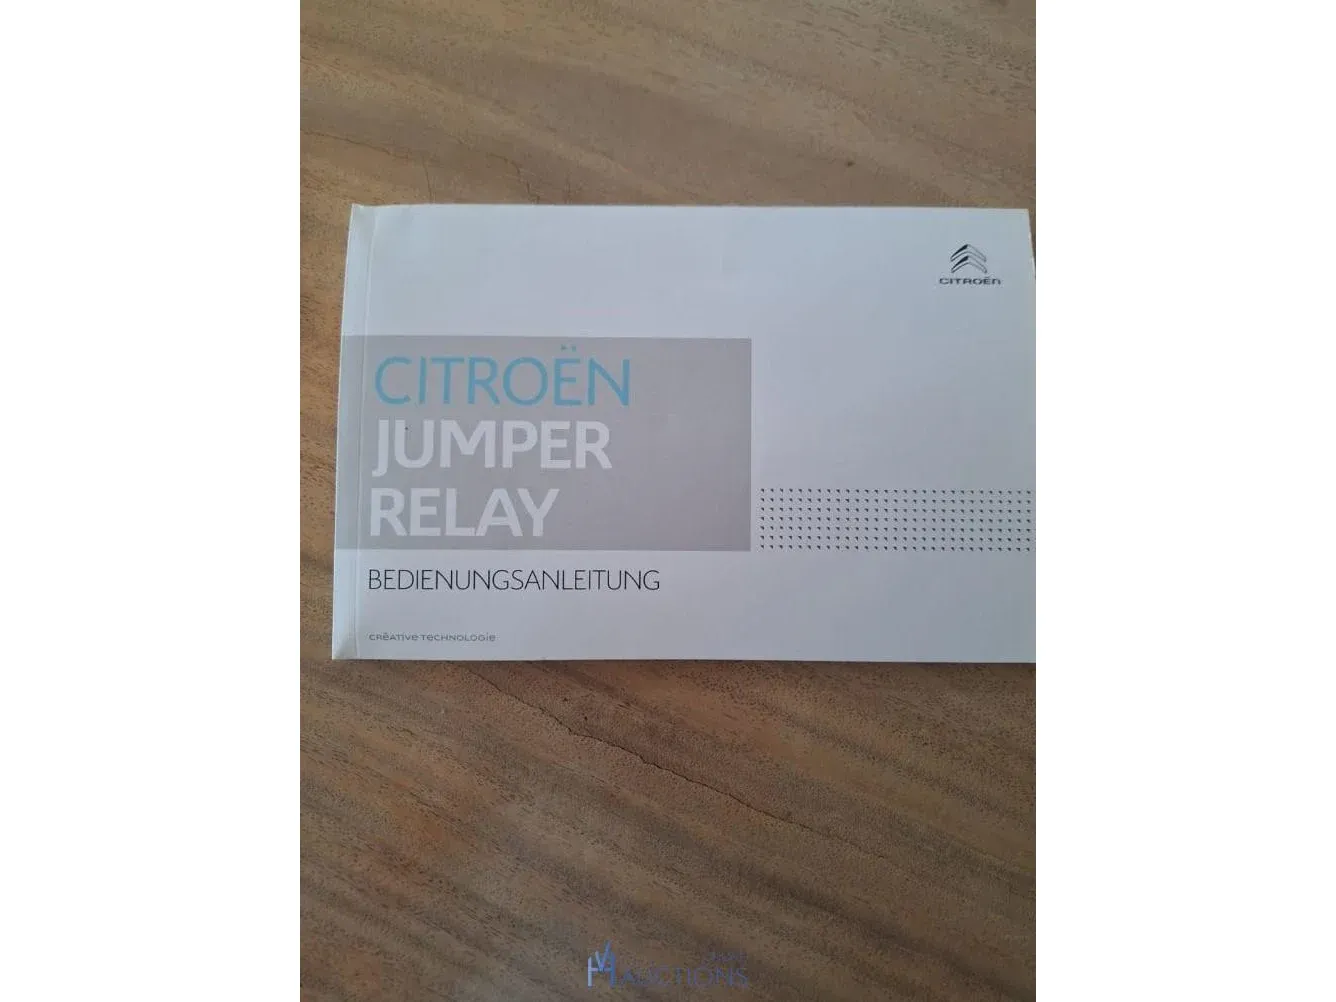 CITROËN
CITROËN
JUMPER
RELAY
BEDIENUNGSANLEITUNG
CRÉATIVE TECHNOLOGIE
AUCTIONS